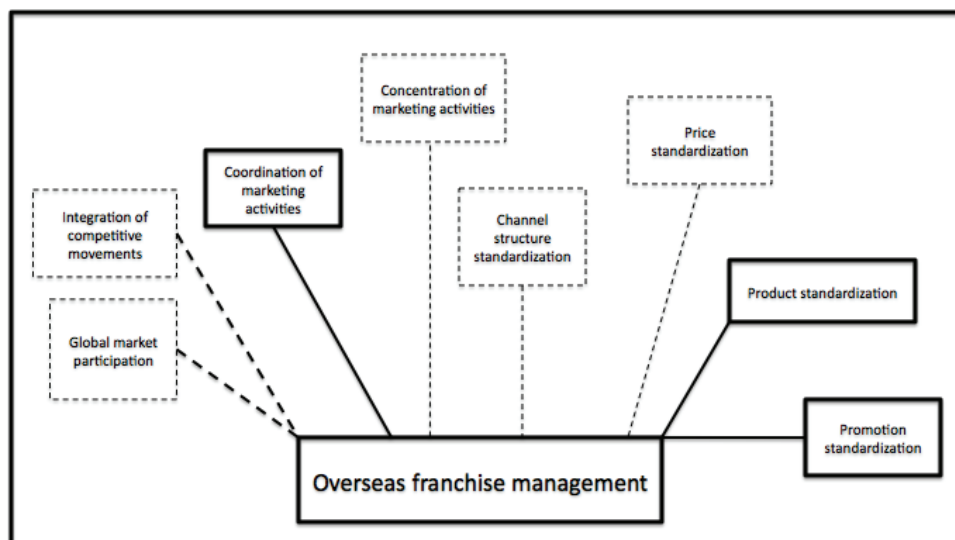 Concentration of
marketing activities
Price
standardization
Coordination of
marketing
activities
Integration of
competitive
movements
Channel
structure
standardization
Product standardization
Global market
participation
Promotion
standardization
Overseas franchise management